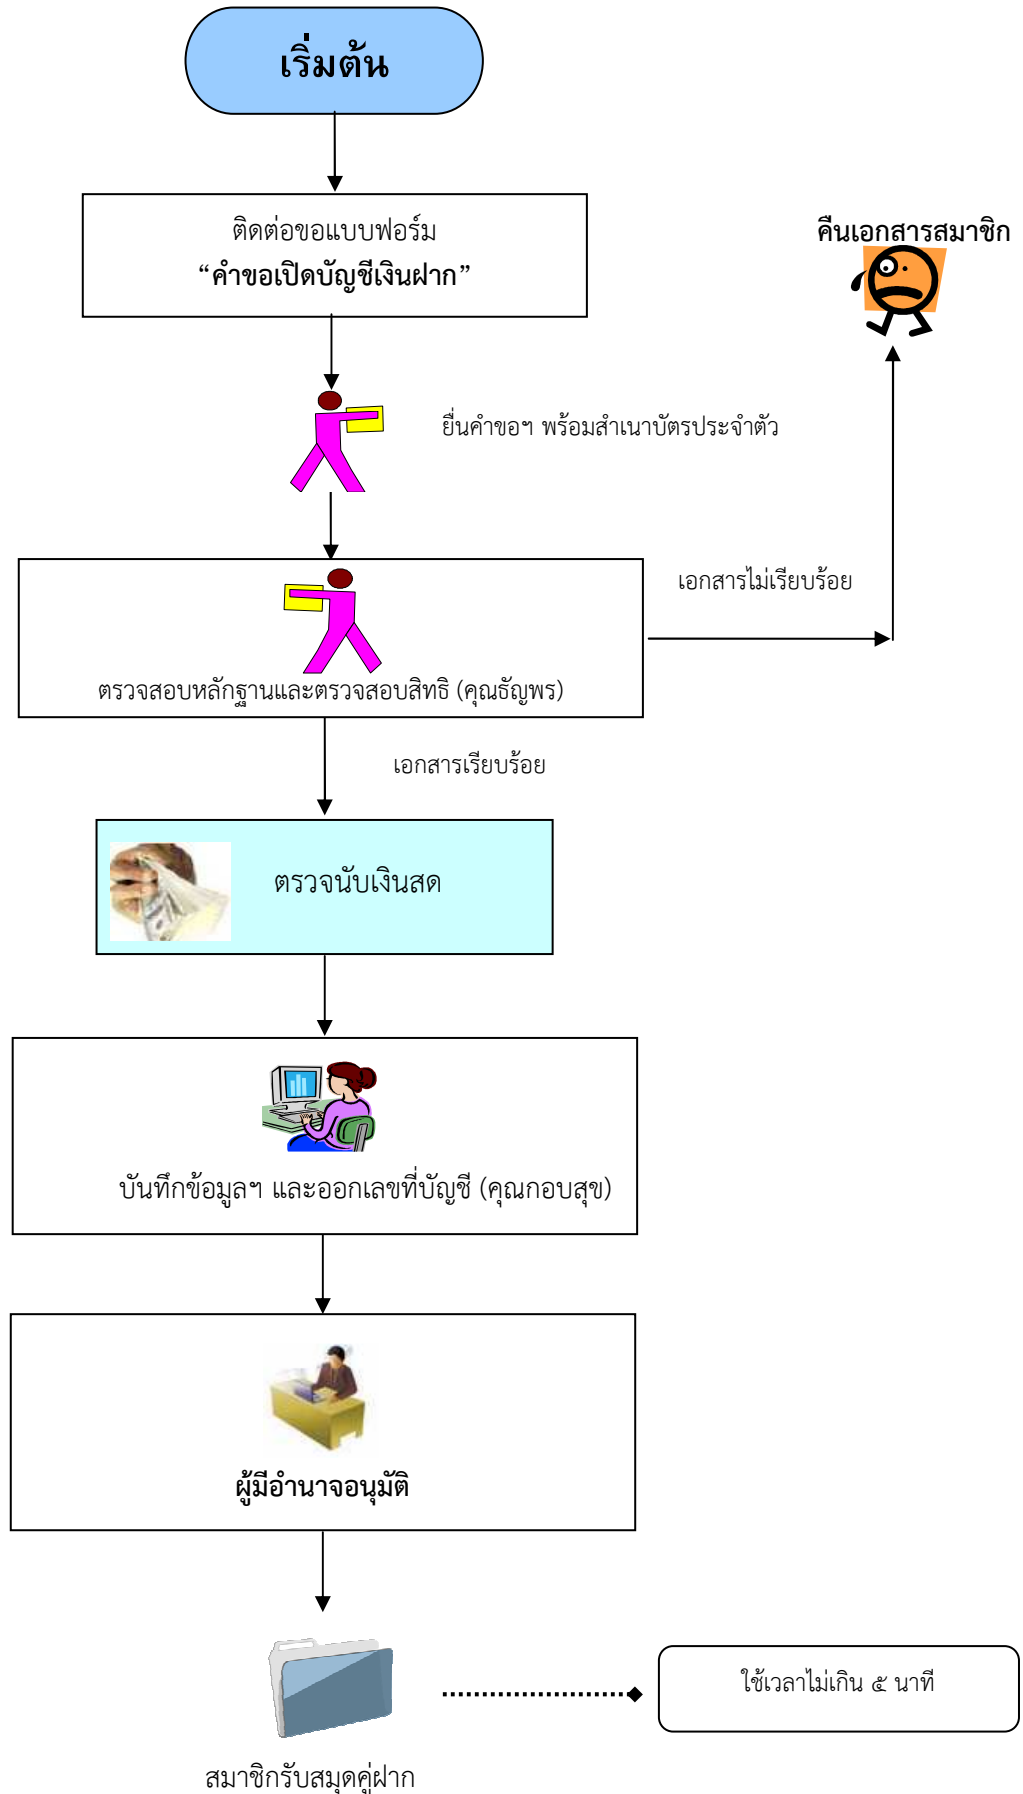 เริ่มต้น
ติดต่อขอแบบฟอร์ม
“คำขอเปิดบัญชีเงินฝาก”
คืนเอกสารสมาชิก
ยื่นคำขอฯ พร้อมสำเนาบัตรประจำตัว
เอกสารไม่เรียบร้อย
ตรวจสอบหลักฐานและตรวจสอบสิทธิ (คุณธัญพร)
เอกสารเรียบร้อย
ตรวจนับเงินสด
บันทึกข้อมูลฯ และออกเลขที่บัญชี (คุณกอบสุข)
ผู้มีอำนาจอนุมัติ
ใช้เวลาไม่เกิน ๕ นาที
สมาชิกรับสมุดคู่ฝาก